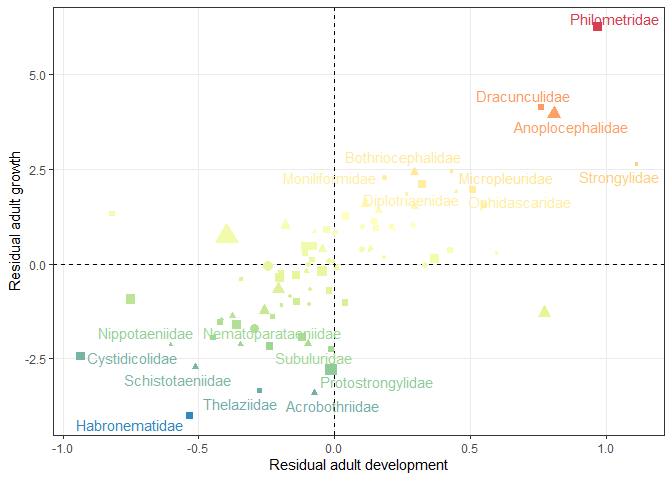 Philometridae
5.0
Dracunculidae
Anoplocephalidae
Bothriocephalidae
2.5
Moniliformidae
Micropleuridae
Strongylidae
Diplotriaenidae
Quihidascaridae
Residual adult growth
0.0
Nippotaeniidae
Nematoparataeniidae
-2.5
Cystidicolidae
Subuluridae
Schistotaeniidae
Protostrongylidae
Thelaziidae
Acrobothriidae
Habronematidae
-1.0
-0.5
0.0
0.5
1.0
Residual adult development